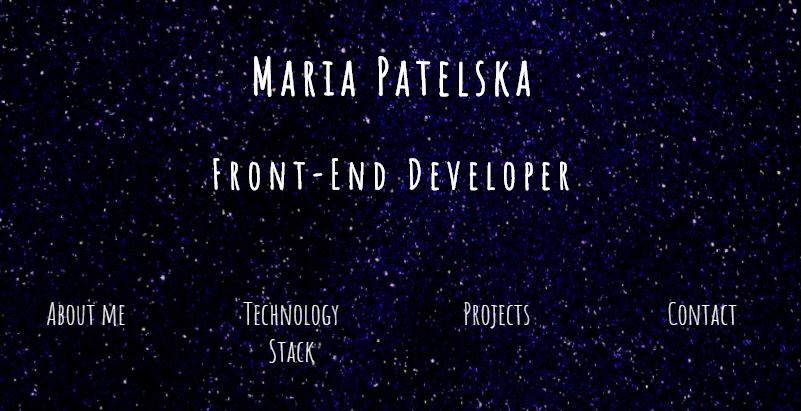 Maria Patelska
Front-End Developer
About me
Technology
Stack
Projects
Contact